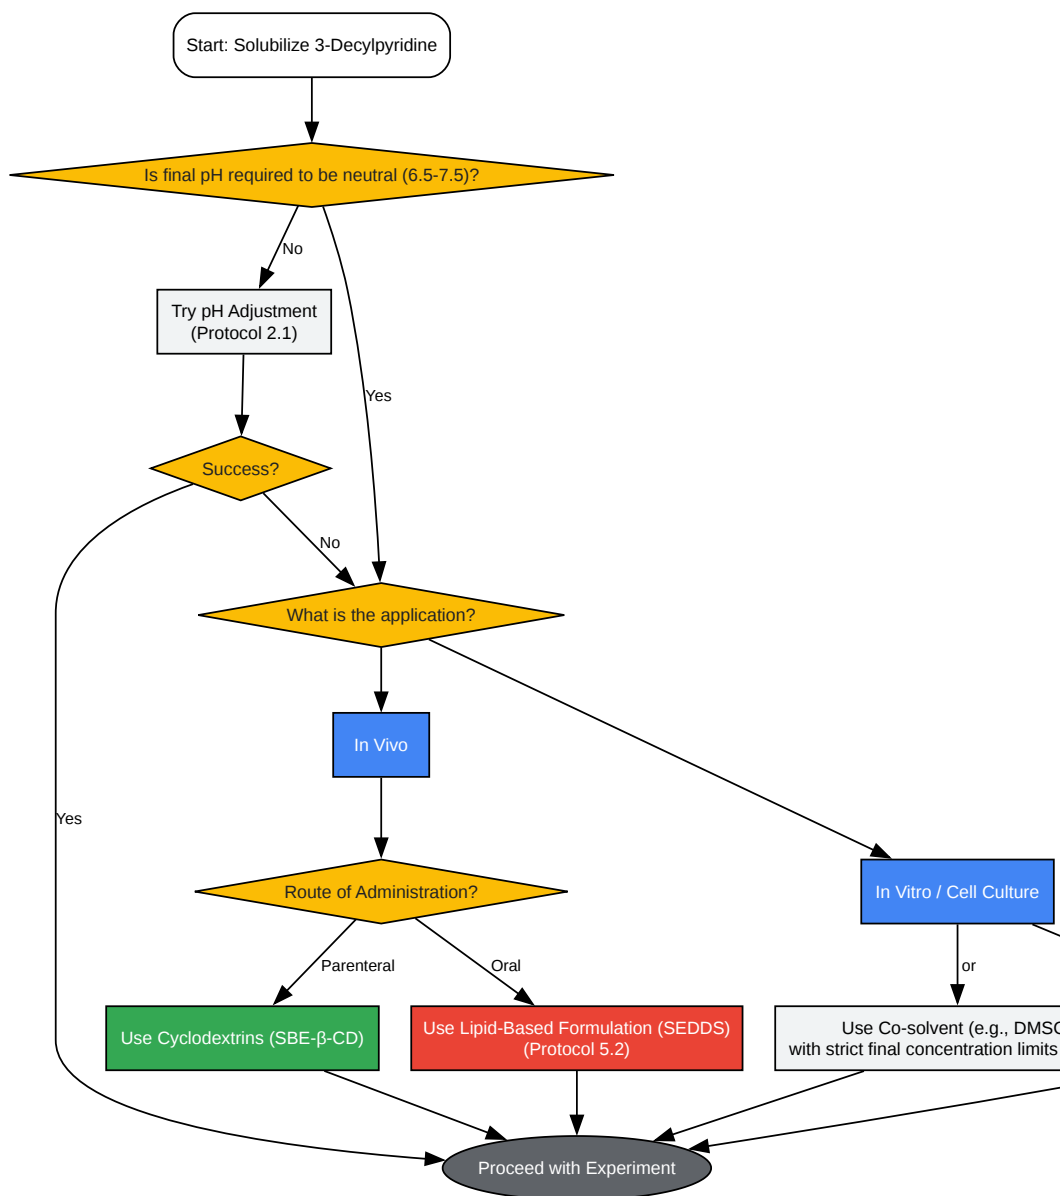 Start: Solubilize 3-Decylpyridine
Is final pH required to be neutral (6.5-7.5)?
No
Try pH Adjustment
(Protocol 2.1)
Yes
Success?
No
What is the application?
In Vivo
Yes
Route of Administration?
In Vitro / Cell Culture
Parenteral
Oral
or
Use Cyclodextrins (SBE-β-CD)
Use Lipid-Based Formulation (SEDDS)
(Protocol 5.2)
Use Co-solvent (e.g., DMSO
with strict final concentration limits
Proceed with Experiment